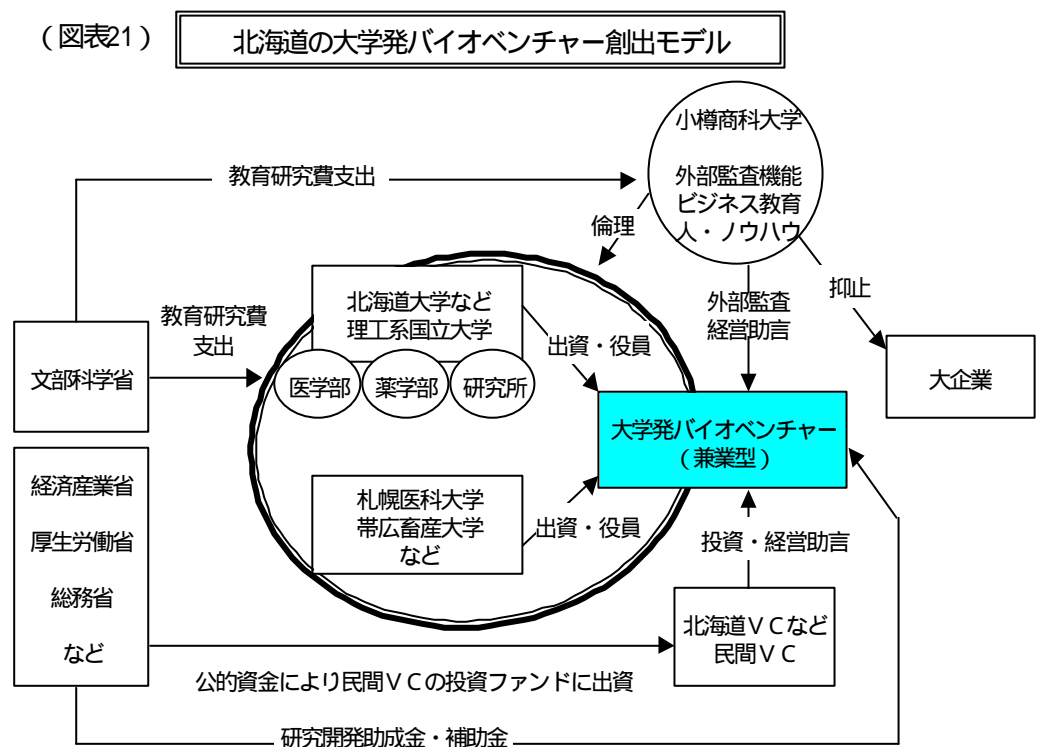 （図表21）
北海道の大学発バイオベンチャー創出モデル
小樽商科大学
外部監査機能
ビジネス教育
人・ノウハウ
教育研究費支出
倫理
抑止
外部監査
経営助言
大企業
文部科学省
教育研究費
支出
北海道大学など
理工系国立大学
医学部
薬学部
研究所
出資・役員
大学発バイオベンチャー
（兼業型）
札幌医科大学
帯広畜産大学
など
出資・役員
経済産業省
厚生労働省
総務省
など
投資・経営助言
北海道ＶＣなど
民間ＶＣ
公的資金により民間ＶＣの投資ファンドに出資
研究開発助成金・補助金